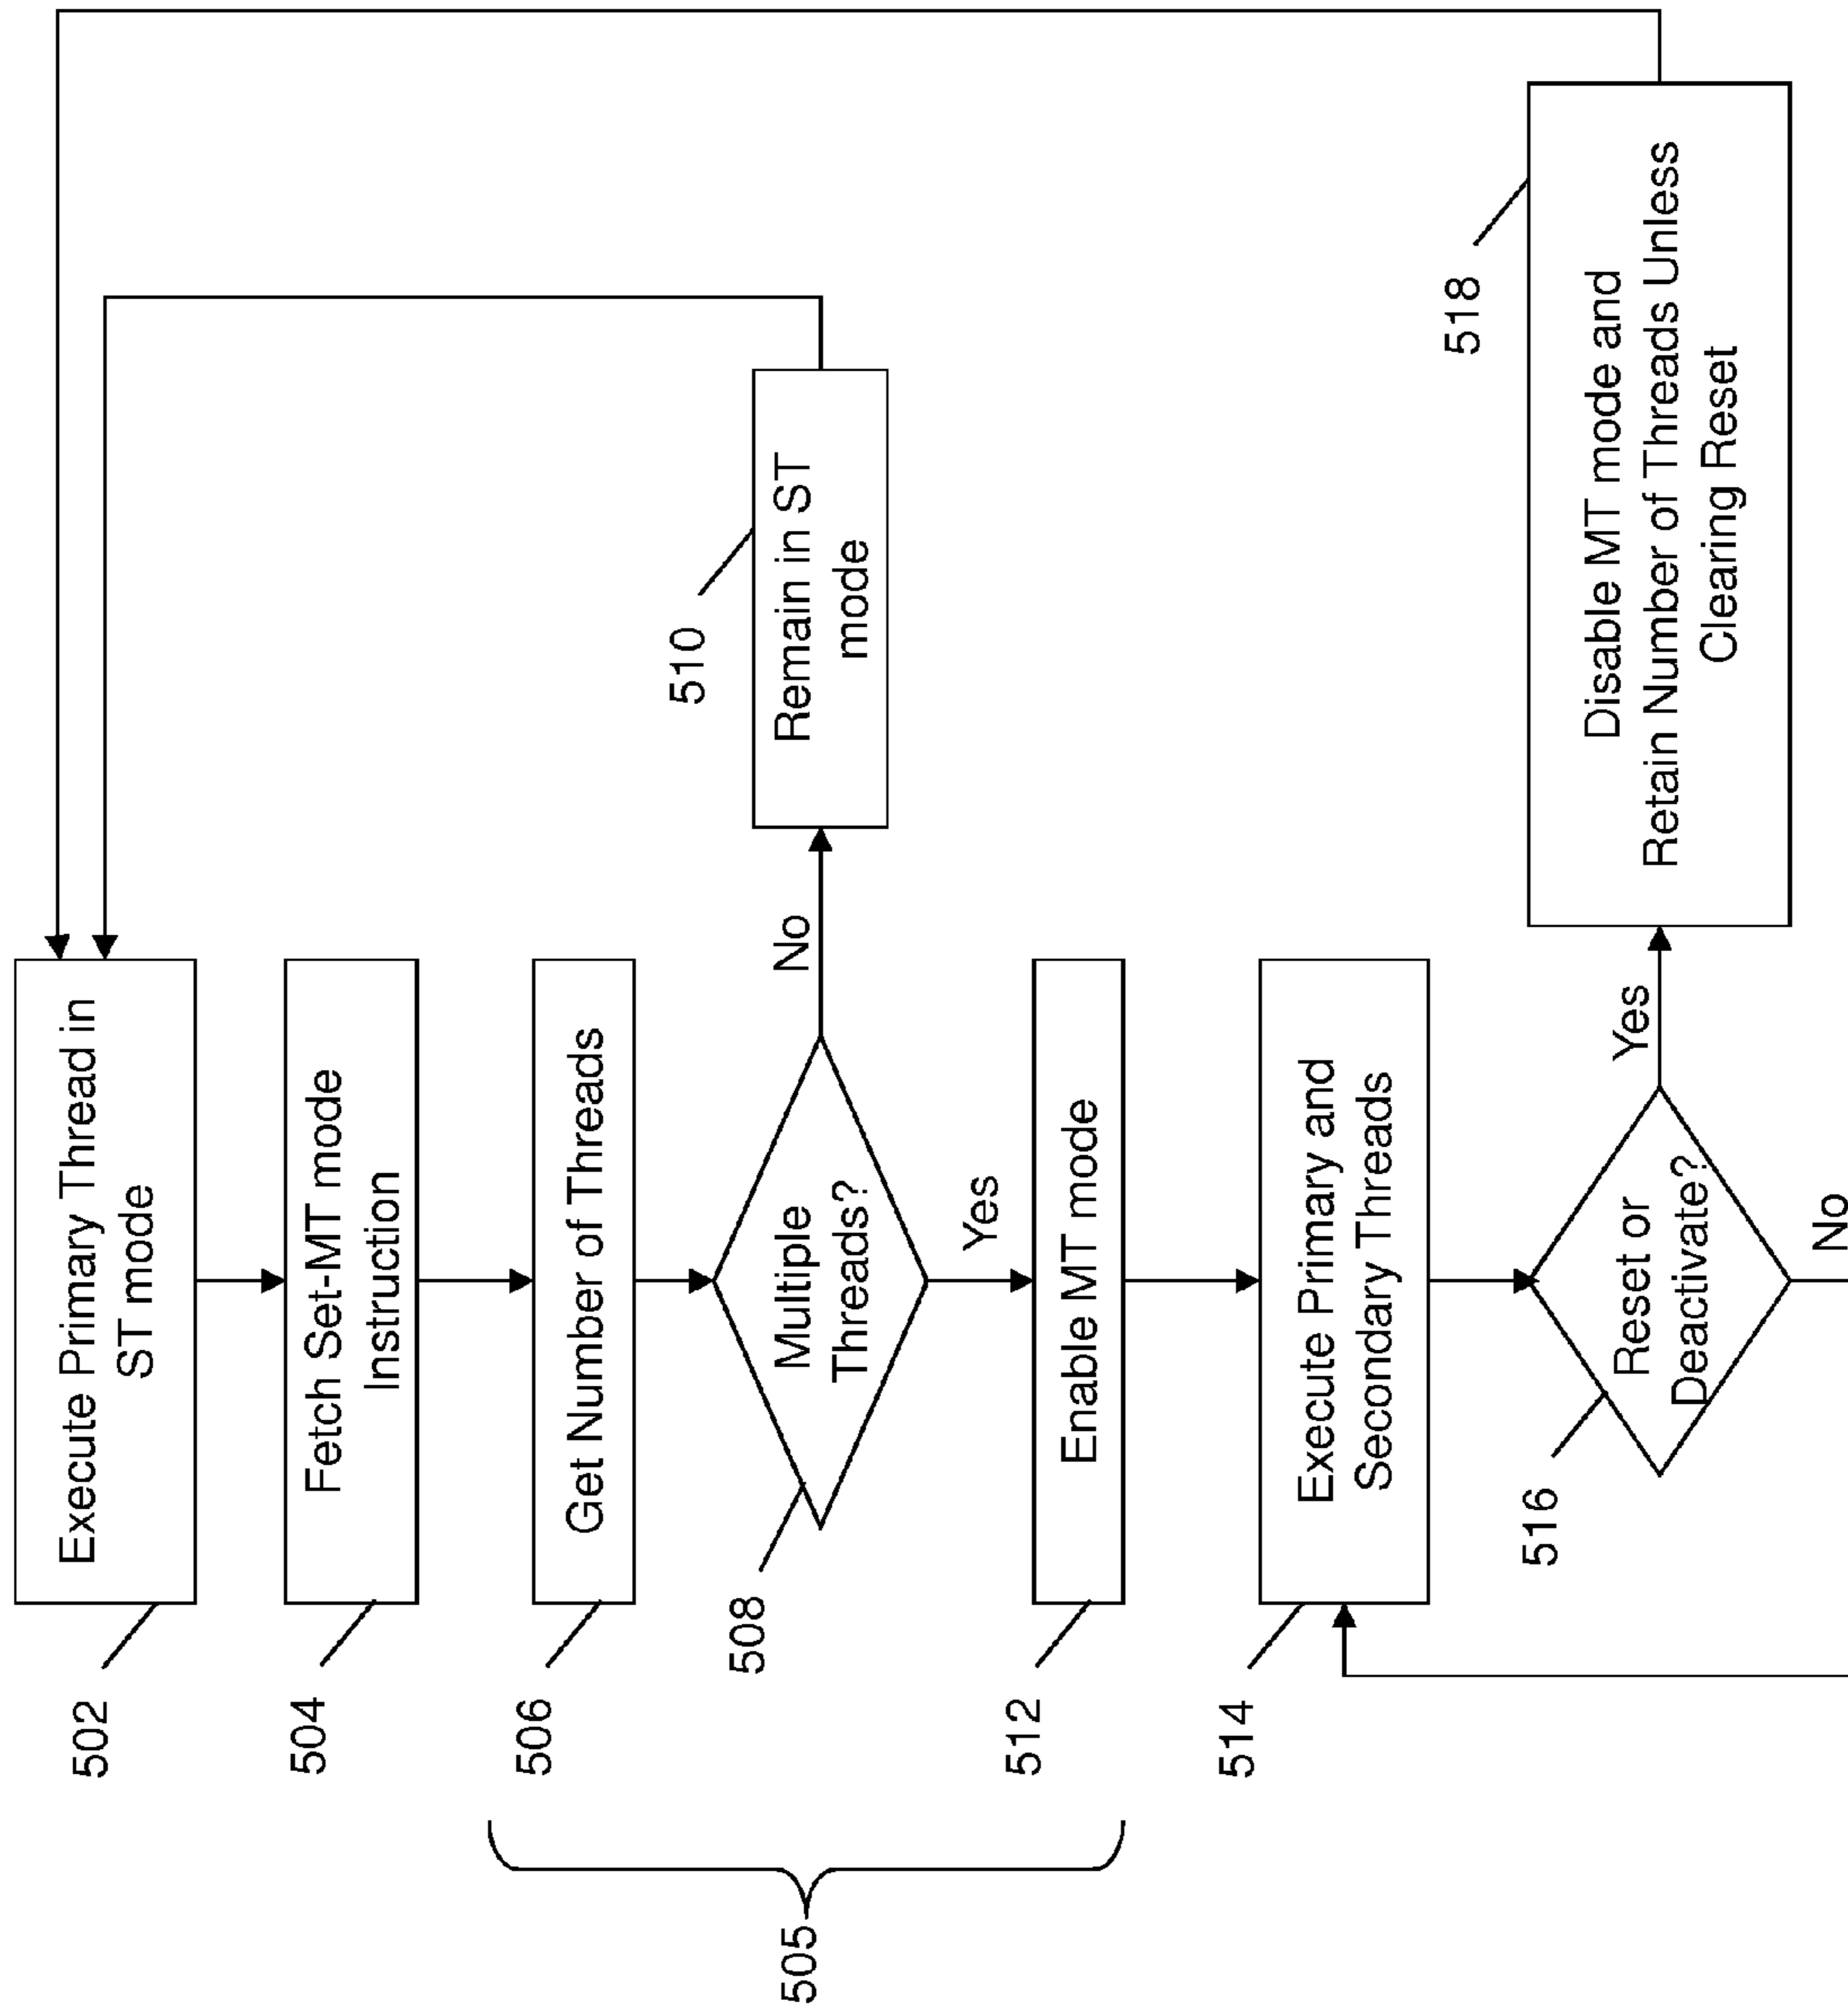 502
Execute Primary Thread in
ST mode
504
Fetch Set-MT mode
Instruction
505
506
Get Number of Threads
508
Multiple
Threads?
No
510
Remain in ST
mode
Yes
512
Enable MT mode
514
Execute Primary and
Secondary Threads
516
Reset or
Deactivate?
Yes
518
Disable MT mode and
Retain Number of Threads Unless
Clearing Reset
No